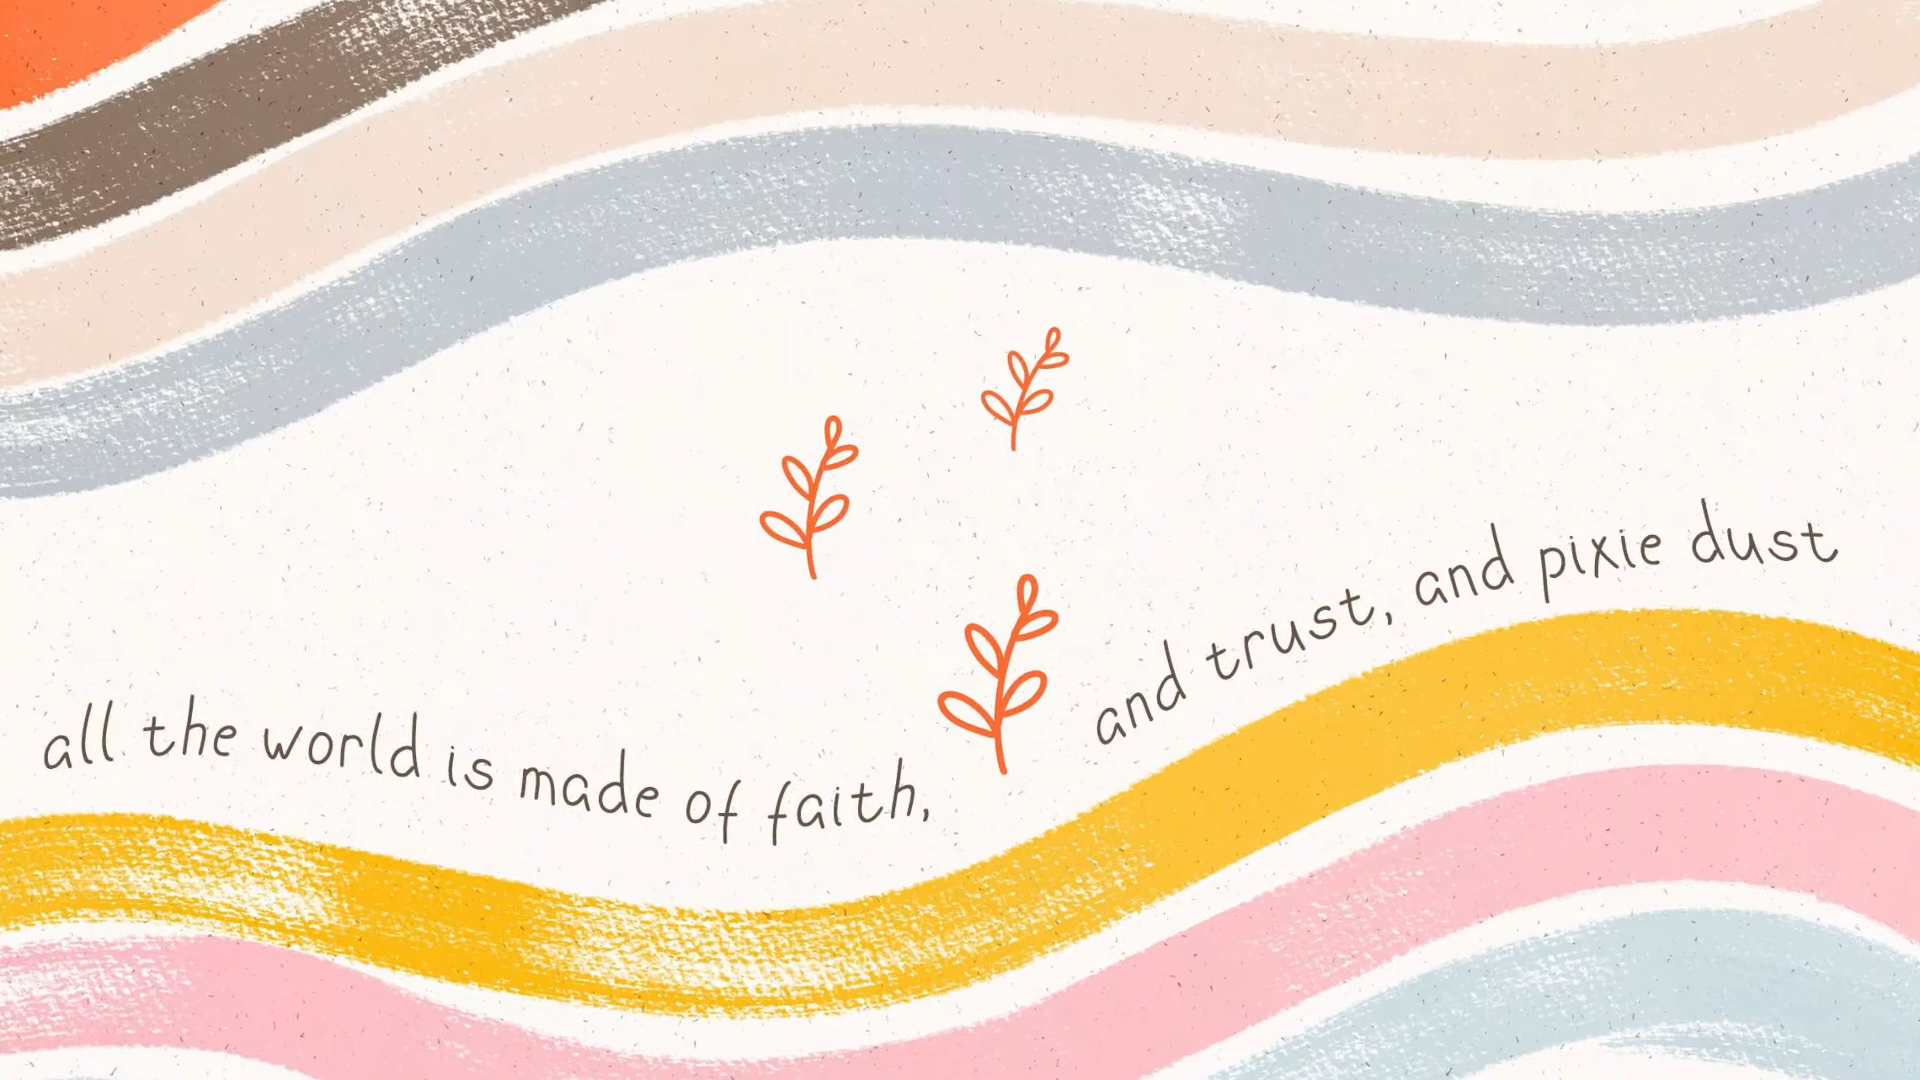 all the world is made of faith,
and trust, and pixie dust